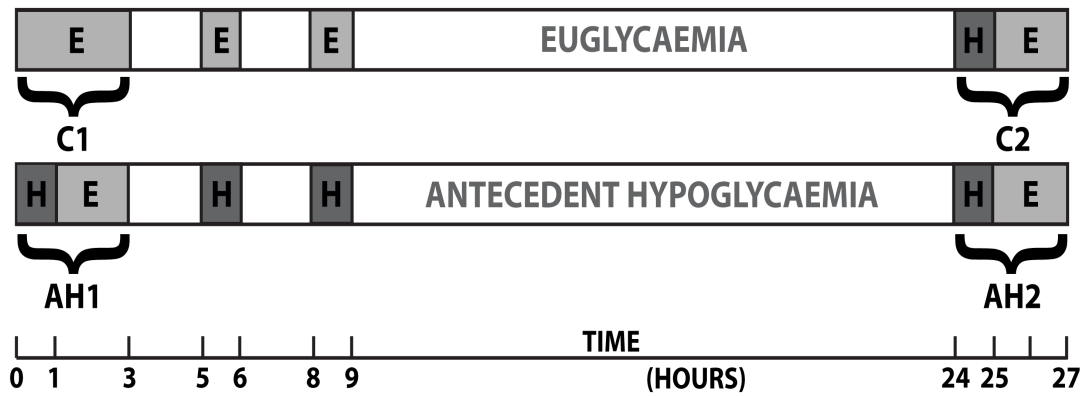 E E E EUGLYCAEMIA H E
C1 C2
H E H H ANTECEDENT HYPOGLYCAEMIA H E
AH1 AH2
TIME
0 1 3 5 6 8 9 (HOURS) 24 25 27